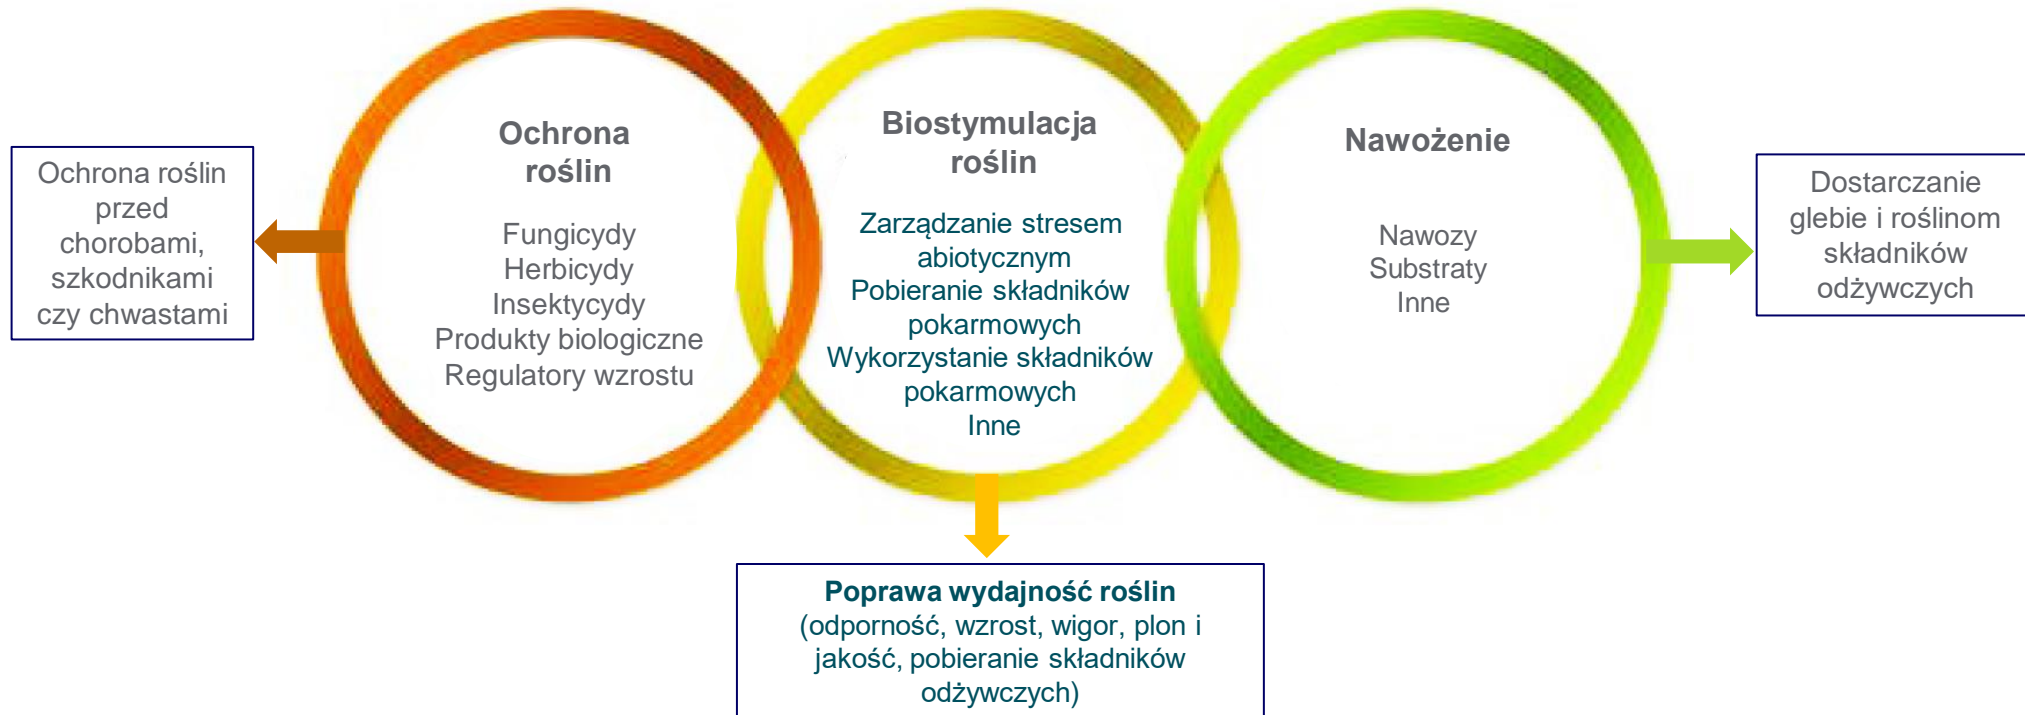 Ochrona roślin
przed
chorobami,
szkodnikami
czy chwastami
Ochrona
roślin
Fungicydy
Herbicydy
Insektycydy
Produkty biologiczne
Regulatory wzrostu
Biostymulacja
roślin
Zarządzanie stresem
abiotycznym
Pobieranie składników
pokarmowych
Wykorzystanie składników
pokarmowych
Inne
Nawożenie
Nawozy
Substraty
Inne
Dostarczanie
glebie i roślinom
składników
odżywczych
Poprawa wydajność roślin
(odporność, wzrost, wigor, plon i
jakość, pobieranie składników
odżywczych)